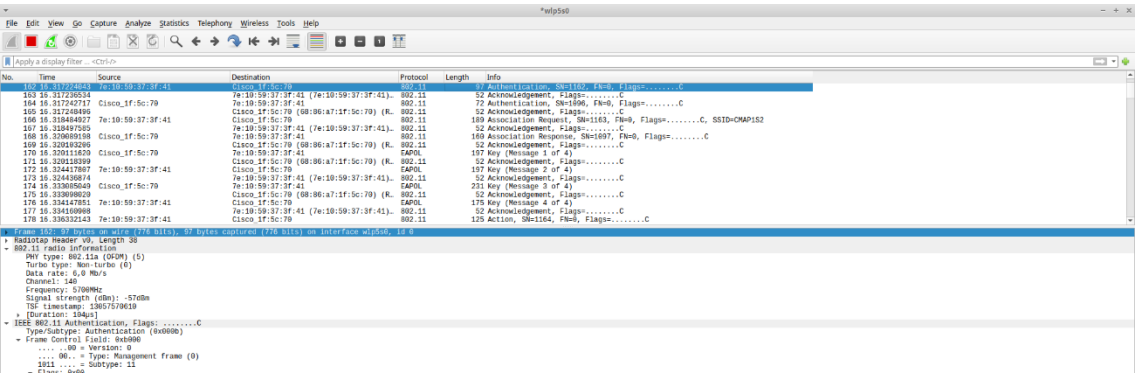 *wlp5s0
File Edit View Go Capture Analyze Statistics Telephony Wireless Tools Help
Apply a display filter ... <Ctrl-/>
No. Time Source Destination Protocol Length Info
162 16.317224043 7e:10:59:37:3f:41 Cisco_1f:5c:70 802.11 97 Authentication, SN=1162, FN=0, Flags=........C
163 16.317236534 7e:10:59:37:3f:41 (7e:10:59:37:3f:41)… 802.11 52 Acknowledgement, Flags=........C
164 16.317242717 Cisco_1f:5c:70 7e:10:59:37:3f:41 802.11 72 Authentication, SN=1096, FN=0, Flags=........C
165 16.317248496 Cisco_1f:5c:70 (68:86:a7:1f:5c:70) (R… 802.11 52 Acknowledgement, Flags=........C
166 16.318484927 7e:10:59:37:3f:41 Cisco_1f:5c:70 802.11 189 Association Request, SN=1163, FN=0, Flags=........C, SSID=CMAP1S2
167 16.318497585 7e:10:59:37:3f:41 (7e:10:59:37:3f:41)… 802.11 52 Acknowledgement, Flags=........C
168 16.320089198 Cisco_1f:5c:70 7e:10:59:37:3f:41 802.11 160 Association Response, SN=1097, FN=0, Flags=........C
169 16.320103206 Cisco_1f:5c:70 (68:86:a7:1f:5c:70) (R… 802.11 52 Acknowledgement, Flags=........C
170 16.320111620 Cisco_1f:5c:70 7e:10:59:37:3f:41 EAPOL 197 Key (Message 1 of 4)
171 16.320118399 Cisco_1f:5c:70 (68:86:a7:1f:5c:70) (R… 802.11 52 Acknowledgement, Flags=........C
172 16.324417807 7e:10:59:37:3f:41 Cisco_1f:5c:70 EAPOL 197 Key (Message 2 of 4)
173 16.324436874 7e:10:59:37:3f:41 (7e:10:59:37:3f:41)… 802.11 52 Acknowledgement, Flags=........C
174 16.333085049 Cisco_1f:5c:70 7e:10:59:37:3f:41 EAPOL 231 Key (Message 3 of 4)
175 16.333098020 Cisco_1f:5c:70 (68:86:a7:1f:5c:70) (R… 802.11 52 Acknowledgement, Flags=........C
176 16.334147851 7e:10:59:37:3f:41 Cisco_1f:5c:70 EAPOL 175 Key (Message 4 of 4)
177 16.334160908 7e:10:59:37:3f:41 (7e:10:59:37:3f:41)… 802.11 52 Acknowledgement, Flags=........C
178 16.336332143 7e:10:59:37:3f:41 Cisco_1f:5c:70 802.11 125 Action, SN=1164, FN=0, Flags=........C
Frame 162: 97 bytes on wire (776 bits), 97 bytes captured (776 bits) on interface wlp5s0, id 0
Radiotap Header v0, Length 38
802.11 radio information
PHY type: 802.11a (OFDM) (5)
Turbo type: Non-turbo (0)
Data rate: 6,0 Mb/s
Channel: 140
Frequency: 5700MHz
Signal strength (dBm): -57dBm
TSF timestamp: 13057570610
[Duration: 104µs]
IEEE 802.11 Authentication, Flags: ........C
Type/Subtype: Authentication (0x000b)
Frame Control Field: 0xb000
.... ..00 = Version: 0
.... 00.. = Type: Management frame (0)
1011 .... = Subtype: 11
Flags: 0x00